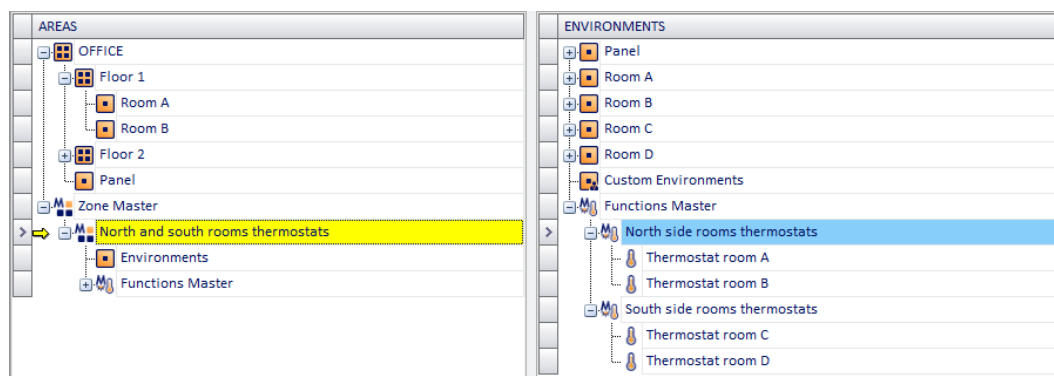 AREAS
OFFICE
Floor 1
Room A
Room B
Floor 2
Panel
Zone Master
North and south rooms thermostats
Environments
Functions Master
ENVIRONMENTS
Panel
Room A
Room B
Room C
Room D
Custom Environments
Functions Master
North side rooms thermostats
Thermostat room A
Thermostat room B
South side rooms thermostats
Thermostat room C
Thermostat room D